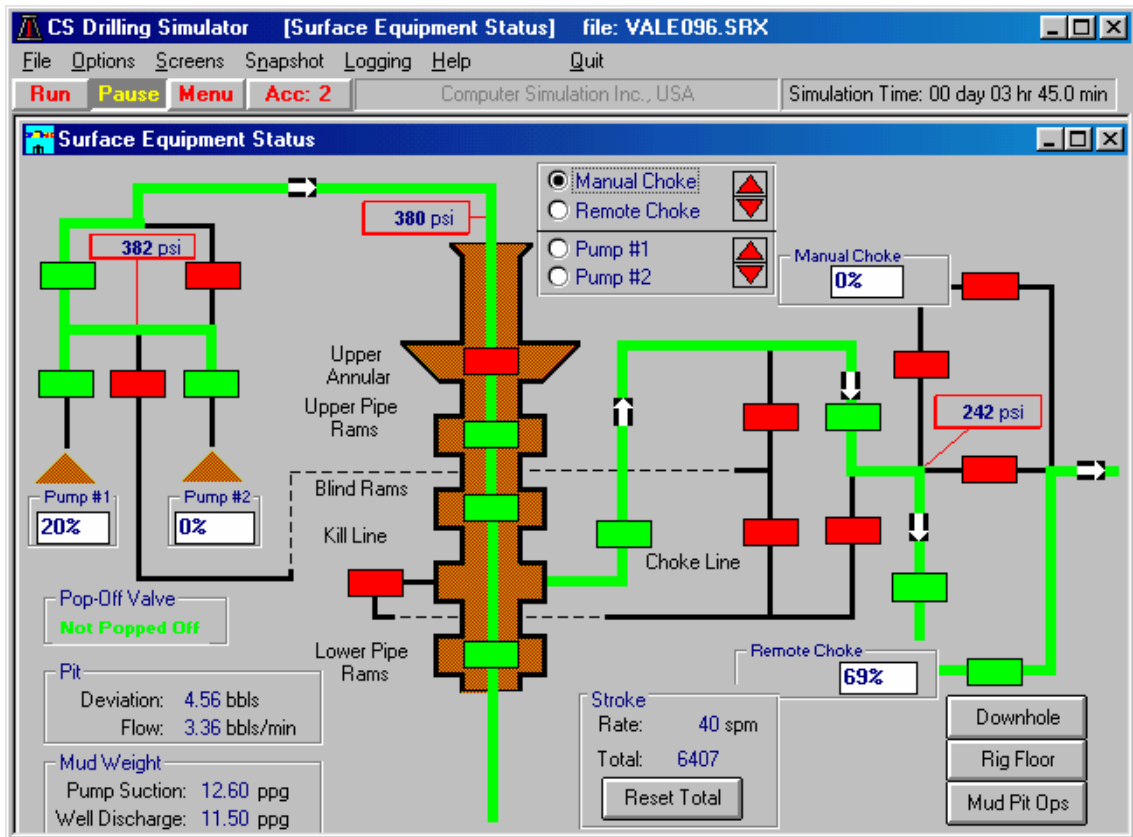 CS Drilling Simulator [Surface Equipment Status] file: VALE096.SRX
File Options Screens Snapshot Logging Help Quit
Run Pause Menu Acc: 2 Computer Simulation Inc., USA Simulation Time: 00 day 03 hr 45.0 min
Surface Equipment Status
Manual Choke
Remote Choke
Pump #1
Pump #2
380 psi
382 psi
Manual Choke
0%
Upper
Annular
Upper Pipe
Rams
242 psi
Blind Rams
Pump #1
20%
Pump #2
0%
Kill Line
Choke Line
Pop-Off Valve
Not Popped Off
Lower Pipe
Rams
Remote Choke
69%
Pit
Deviation: 4.56 bbls
Flow: 3.36 bbls/min
Stroke
Rate: 40 spm
Total: 6407
Reset Total
Downhole
Rig Floor
Mud Pit Ops
Mud Weight
Pump Suction: 12.60 ppg
Well Discharge: 11.50 ppg